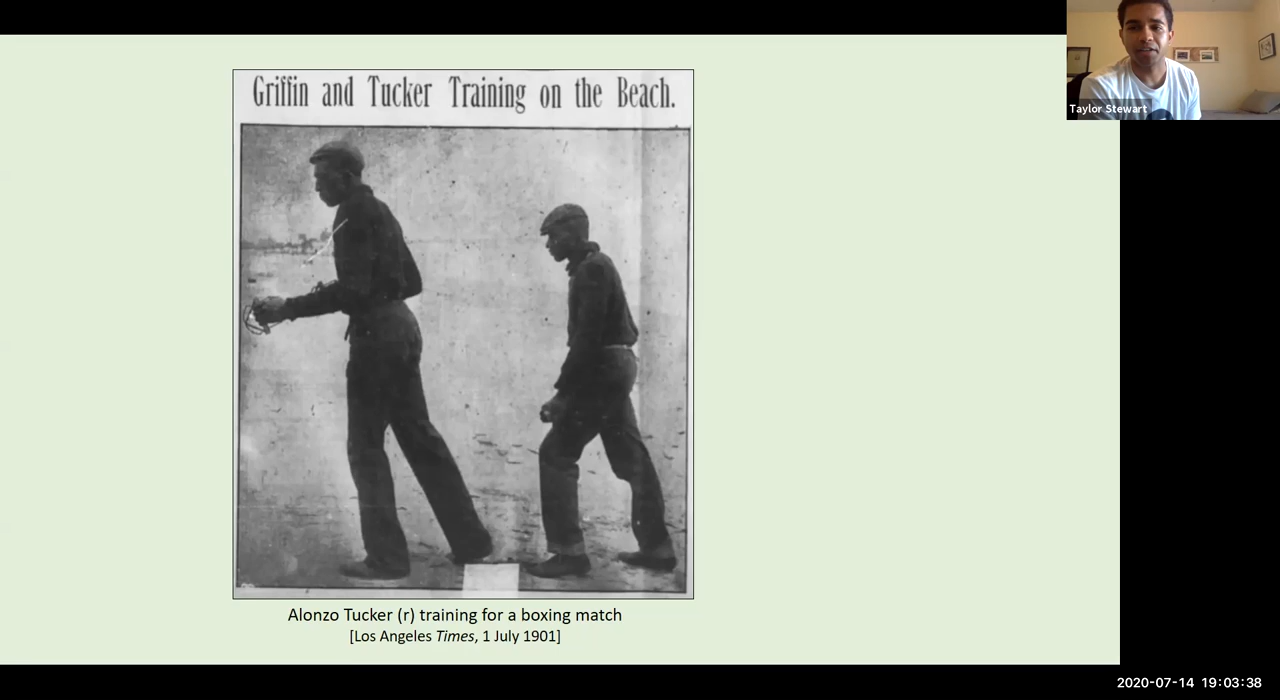 Griffin and Tucker Training on the Beach.
Taylor Stewart
Alonzo Tucker (r) training for a boxing match
[Los Angeles Times, 1 July 1901]
2020-07-14 19:03:38